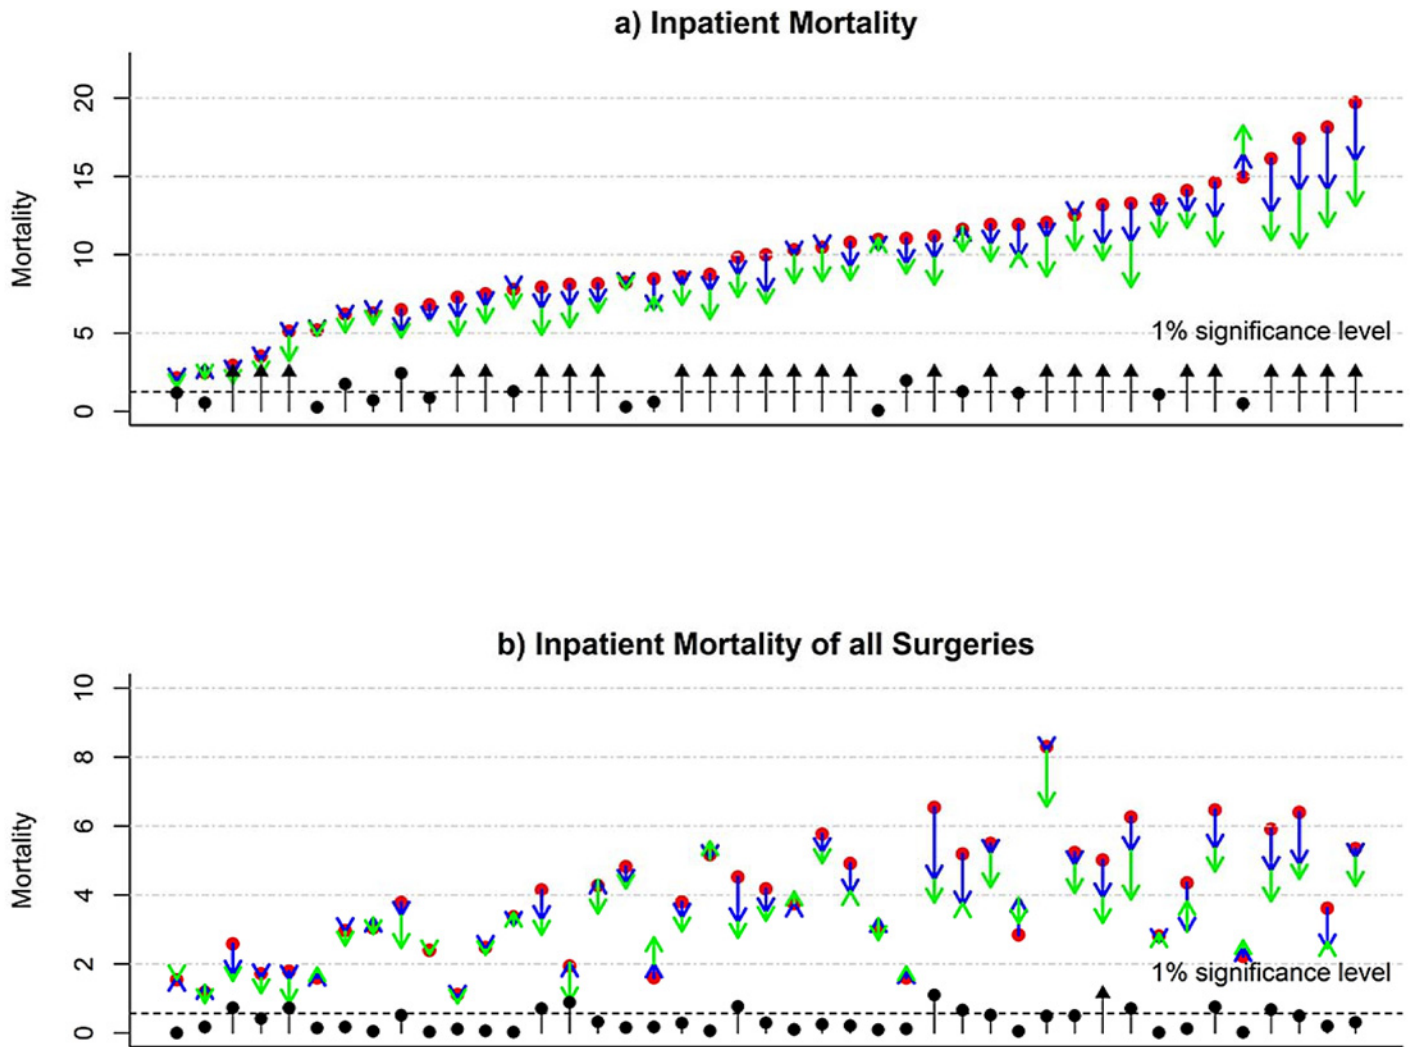 a) Inpatient Mortality
Mortality
20
15
10
5
0
1% significance level
b) Inpatient Mortality of all Surgeries
Mortality
10
8
6
4
2
0
1% significance level